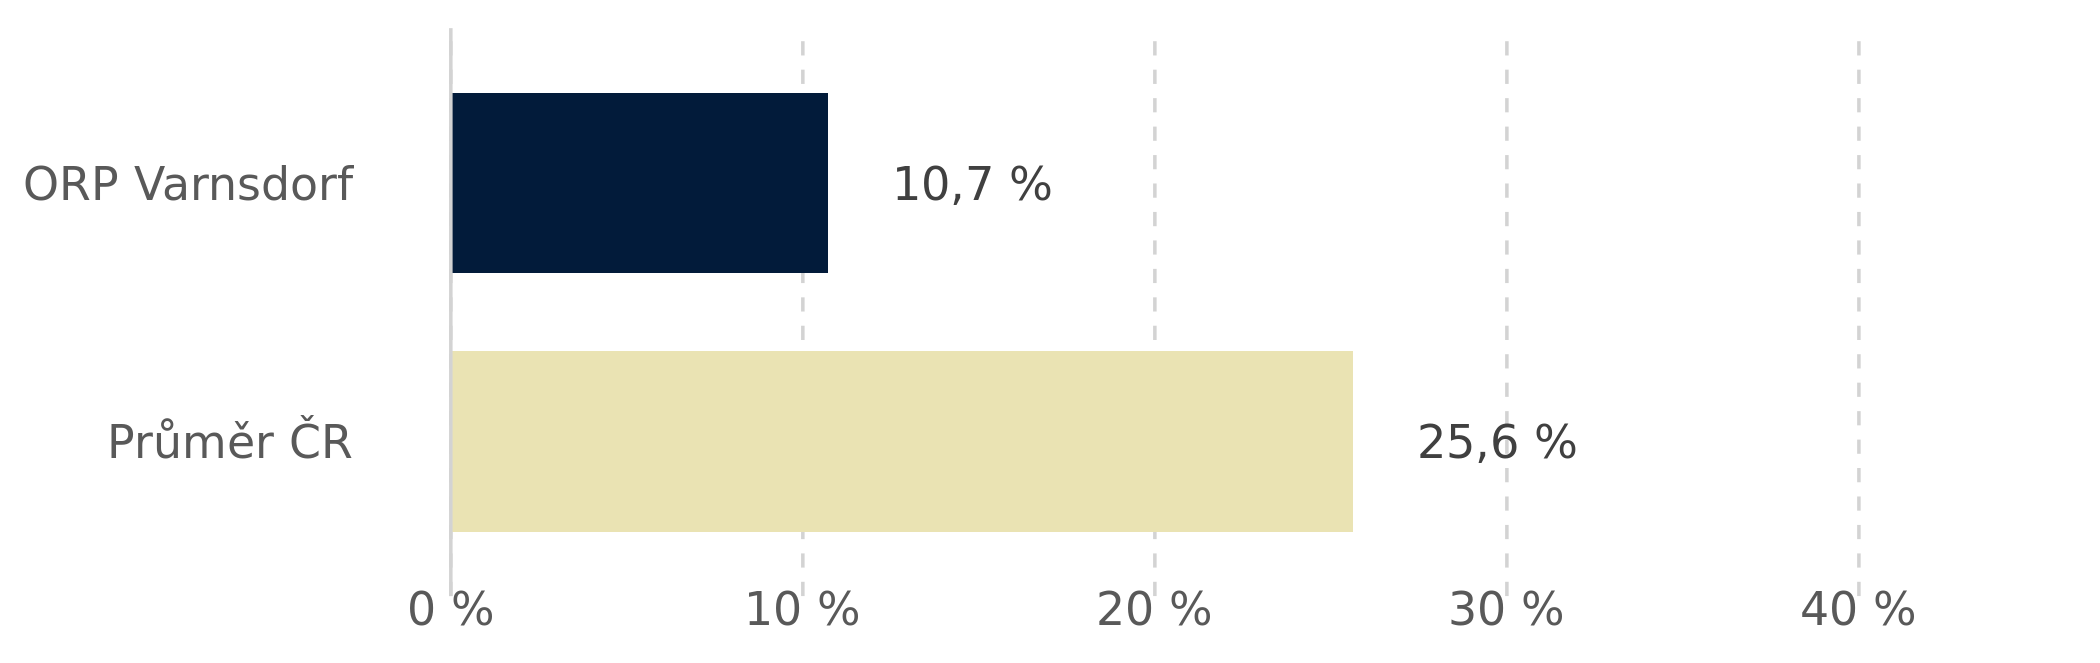 ORP Varnsdorf
10,7 %
Průměr ČR
25,6 %
0 % 10 % 20 % 30 % 40 %